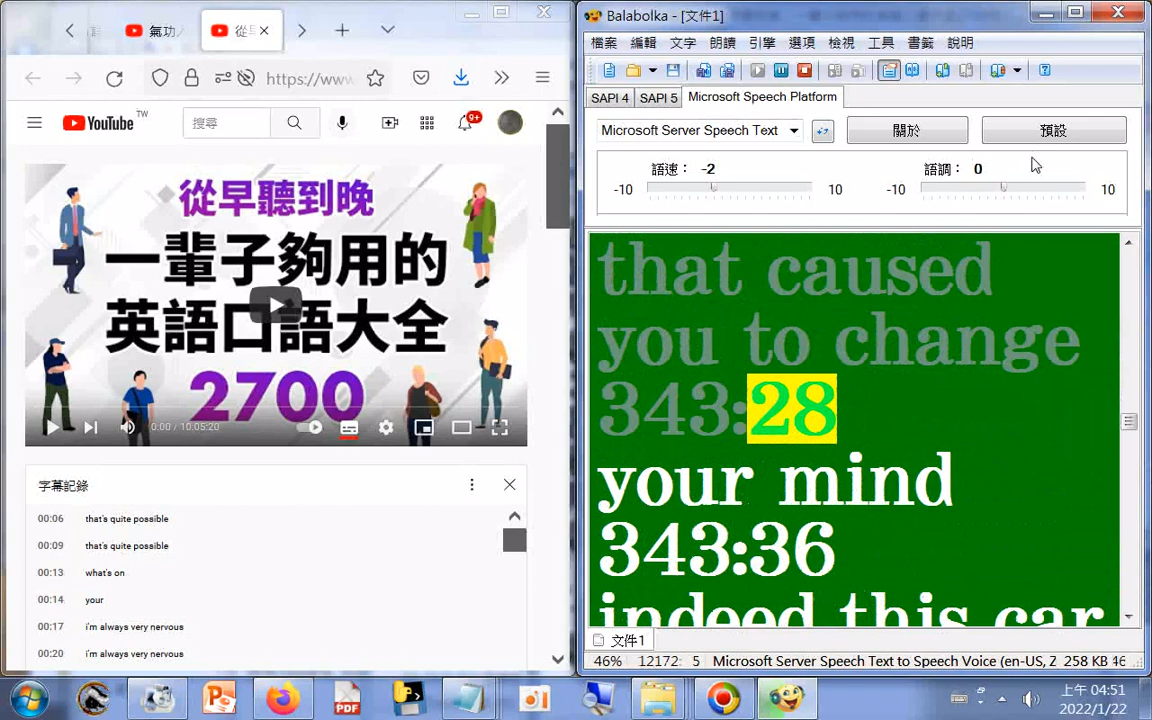 氣功/
從
https://www
YouTube TW
搜尋
9+
從早聽到晚
一輩子夠用的
英語口語大全
2700
0:00 / 10:05:20
字幕記錄
00:06 that's quite possible
00:09 that's quite possible
00:13 what's on
00:14 your
00:17 i'm always very nervous
00:20 i'm always very nervous
Balabolka - [文件1]
檔案 編輯 文字 朗讀 引擎 選項 檢視 工具 書籤 說明
SAPI 4 SAPI 5 Microsoft Speech Platform
Microsoft Server Speech Text 關於 預設
語速： -2 語調： 0
-10 10 -10 10
that caused
you to change
343:28
your mind
343:36
indeed this car
文件1
46% 12172: 5 Microsoft Server Speech Text to Speech Voice (en-US, Z 258 KB 46
上午 04:51
2022/1/22